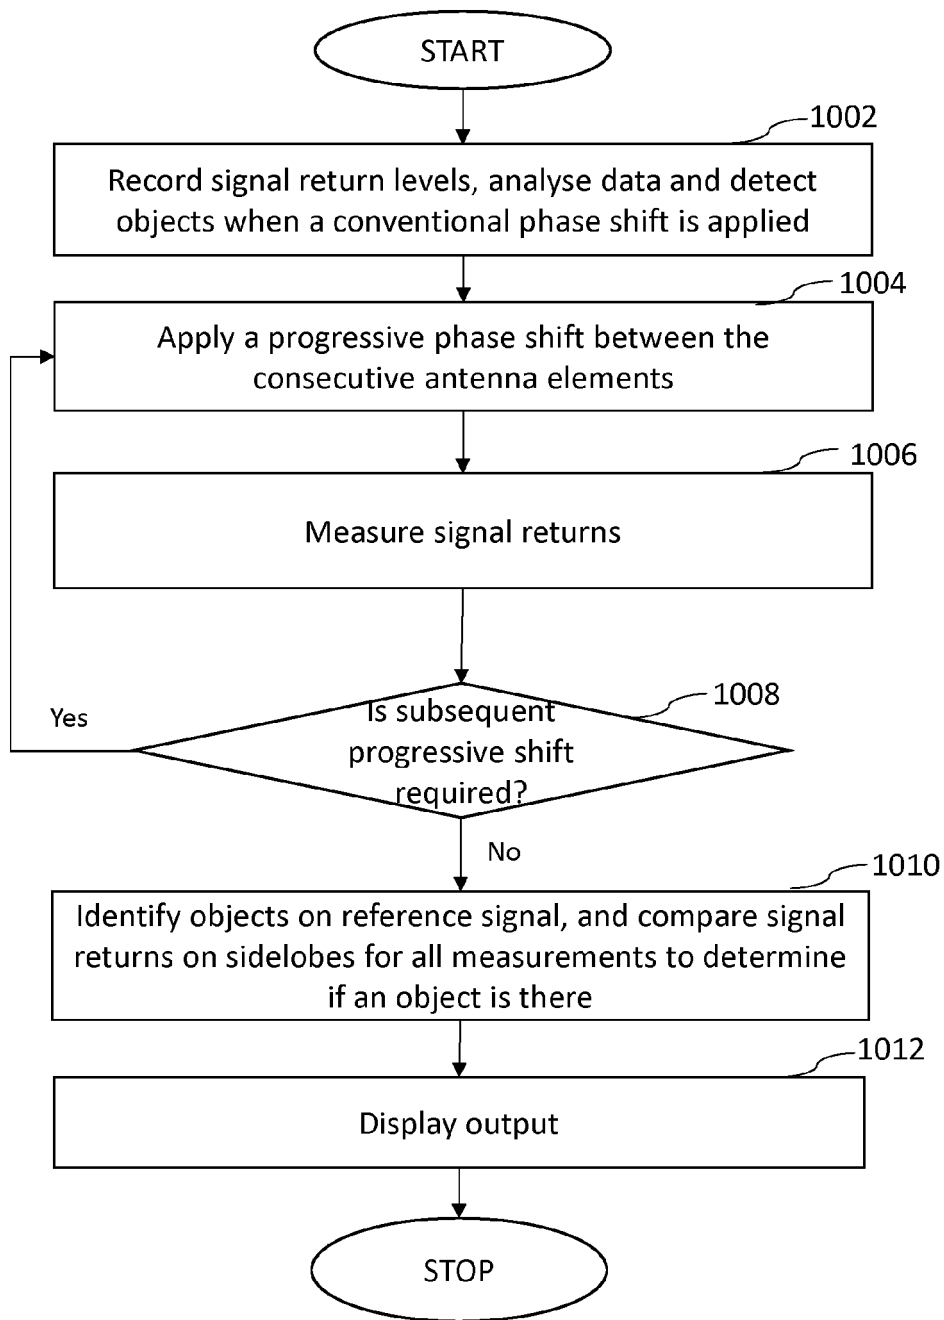 START
1002
Record signal return levels, analyse data and detect
objects when a conventional phase shift is applied
1004
Apply a progressive phase shift between the
consecutive antenna elements
1006
Measure signal returns
1008
Yes
Is subsequent
progressive shift
required?
No
1010
Identify objects on reference signal, and compare signal
returns on sidelobes for all measurements to determine
if an object is there
1012
Display output
STOP